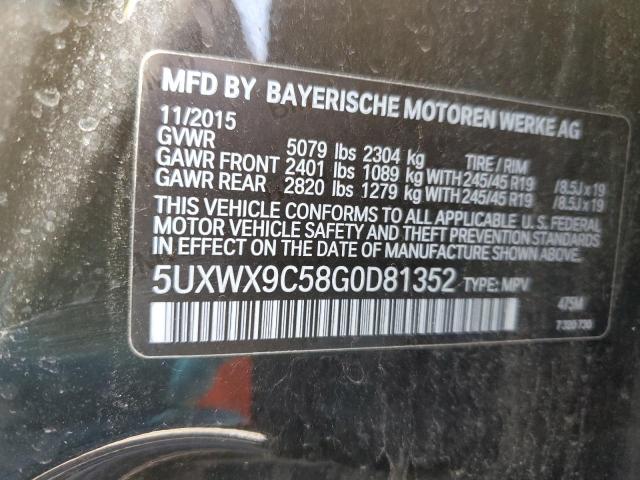 MFD BY BAYERISCHE MOTOREN WERKE AG
11/2015
GVWR 5079 lbs 2304 kg TIRE / RIM
GAWR FRONT 2401 lbs 1089 kg WITH 245/45 R19 / 8.5J x 19
GAWR REAR 2820 lbs 1279 kg WITH 245/45 R19 / 8.5J x 19
THIS VEHICLE CONFORMS TO ALL APPLICABLE U. S. FEDERAL
MOTOR VEHICLE SAFETY AND THEFT PREVENTION STANDARDS
IN EFFECT ON THE DATE OF MANUFACTURE SHOWN ABOVE.
5UXWX9C58G0D81352 TYPE: MPV 475M